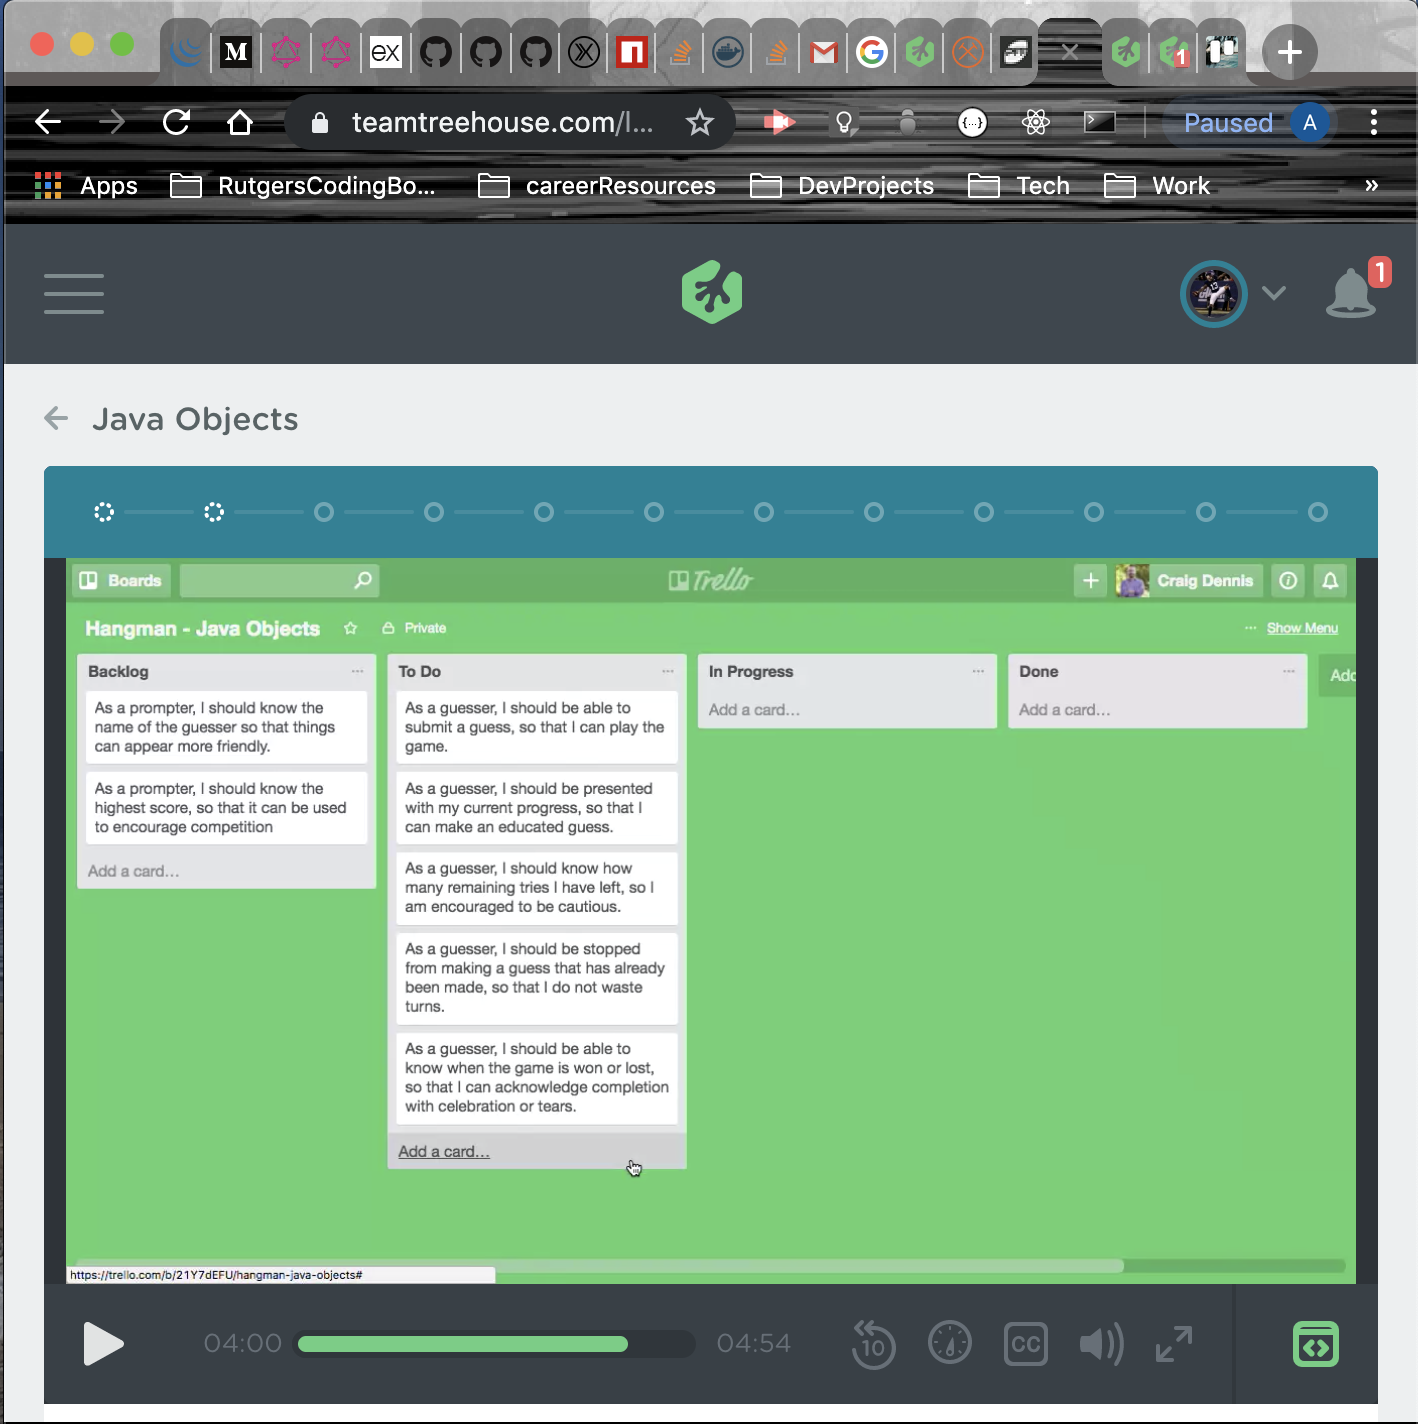 M
ex
G
1
teamtreehouse.com/l...
{...}
Paused
A
Apps
RutgersCodingBo...
careerResources
DevProjects
Tech
Work
»
1
Java Objects
Boards
Trello
Craig Dennis
Hangman - Java Objects
Private
... Show Menu
Backlog
As a prompter, I should know the
name of the guesser so that things
can appear more friendly.
As a prompter, I should know the
highest score, so that it can be used
to encourage competition
Add a card...
To Do
As a guesser, I should be able to
submit a guess, so that I can play the
game.
As a guesser, I should be presented
with my current progress, so that I
can make an educated guess.
As a guesser, I should know how
many remaining tries I have left, so I
am encouraged to be cautious.
As a guesser, I should be stopped
from making a guess that has already
been made, so that I do not waste
turns.
As a guesser, I should be able to
know when the game is won or lost,
so that I can acknowledge completion
with celebration or tears.
Add a card...
In Progress
Add a card...
Done
Add a card...
Add
https://trello.com/b/21Y7dEFU/hangman-java-objects#
04:00
04:54
10
CC